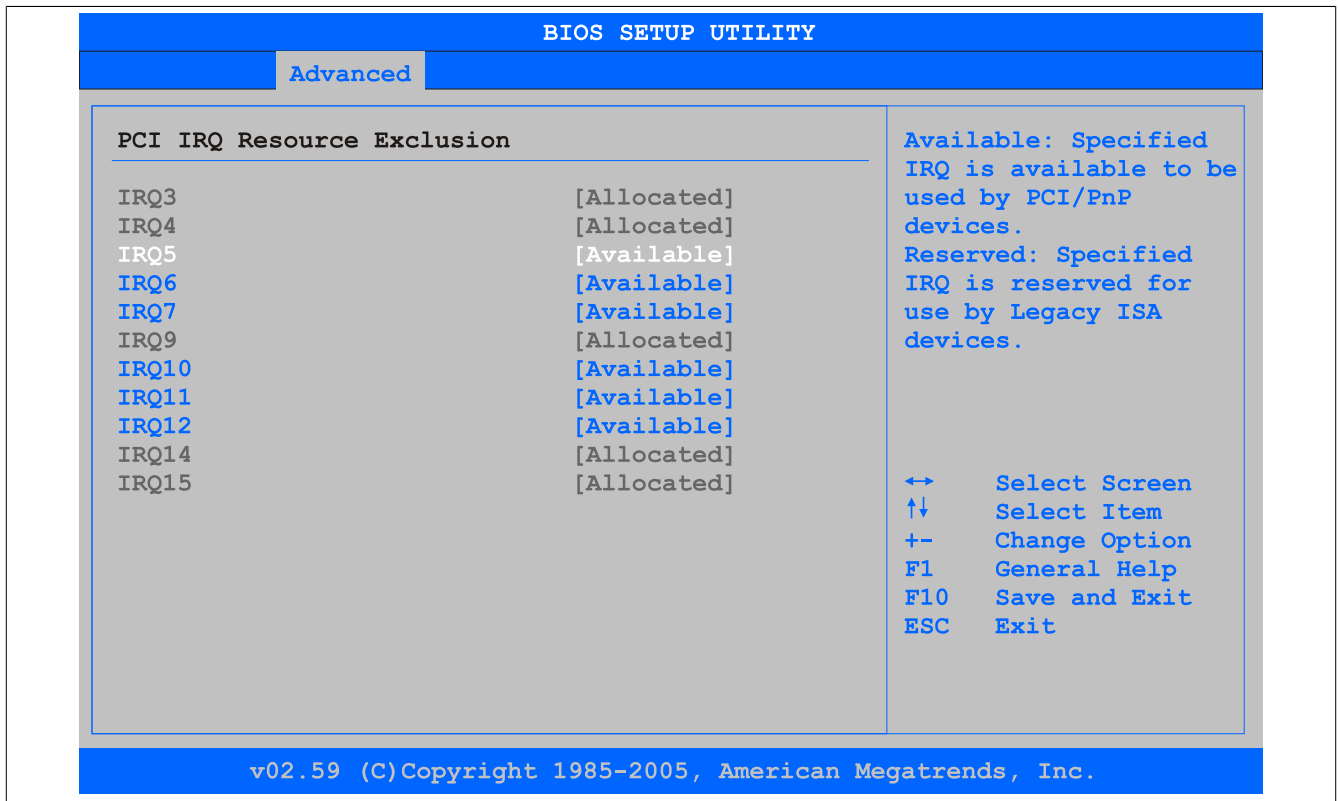 BIOS SETUP UTILITY
Advanced
PCI IRQ Resource Exclusion
IRQ3 [Allocated]
IRQ4 [Allocated]
IRQ5 [Available]
IRQ6 [Available]
IRQ7 [Available]
IRQ9 [Allocated]
IRQ10 [Available]
IRQ11 [Available]
IRQ12 [Available]
IRQ14 [Allocated]
IRQ15 [Allocated]
Available: Specified
IRQ is available to be
used by PCI/PnP
devices.
Reserved: Specified
IRQ is reserved for
use by Legacy ISA
devices.
↔ Select Screen
↑↓ Select Item
+- Change Option
F1 General Help
F10 Save and Exit
ESC Exit
v02.59 (C)Copyright 1985-2005, American Megatrends, Inc.